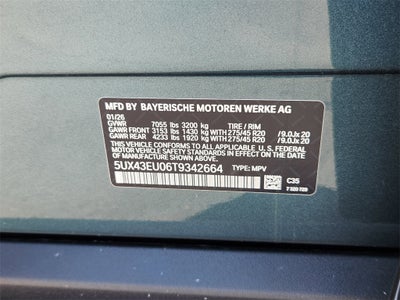 MFD BY BAYERISCHE MOTOREN WERKE AG
01/26
GVWR 7055 lbs 3200 kg TIRE / RIM
GAWR FRONT 3153 lbs 1430 kg WITH 275/45 R20 /9.0Jx 20
GAWR REAR 4233 lbs 1920 kg WITH 275/45 R20 /9.0Jx 20
THIS VEHICLE CONFORMS TO ALL APPLICABLE
FEDERAL MOTOR VEHICLE SAFETY STANDARDS
IN EFFECT ON THE DATE OF MANUFACTURE SHOWN ABOVE.
5UX43EU06T9342664 TYPE: MPV
C35